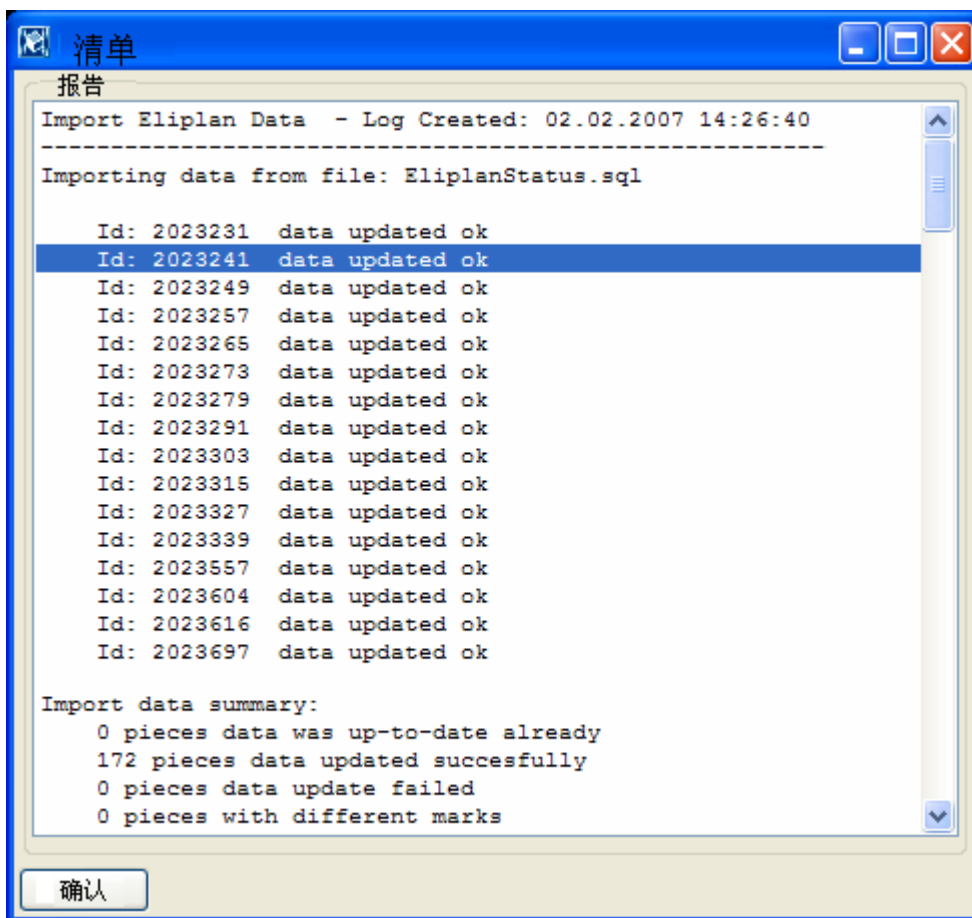 清单
报告
Import Eliplan Data  - Log Created: 02.02.2007 14:26:40
--------------------------------------------------------
Importing data from file: EliplanStatus.sql
Id: 2023231  data updated ok
Id: 2023241  data updated ok
Id: 2023249  data updated ok
Id: 2023257  data updated ok
Id: 2023265  data updated ok
Id: 2023273  data updated ok
Id: 2023279  data updated ok
Id: 2023291  data updated ok
Id: 2023303  data updated ok
Id: 2023315  data updated ok
Id: 2023327  data updated ok
Id: 2023339  data updated ok
Id: 2023557  data updated ok
Id: 2023604  data updated ok
Id: 2023616  data updated ok
Id: 2023697  data updated ok
Import data summary:
0 pieces data was up-to-date already
172 pieces data updated succesfully
0 pieces data update failed
0 pieces with different marks
确认